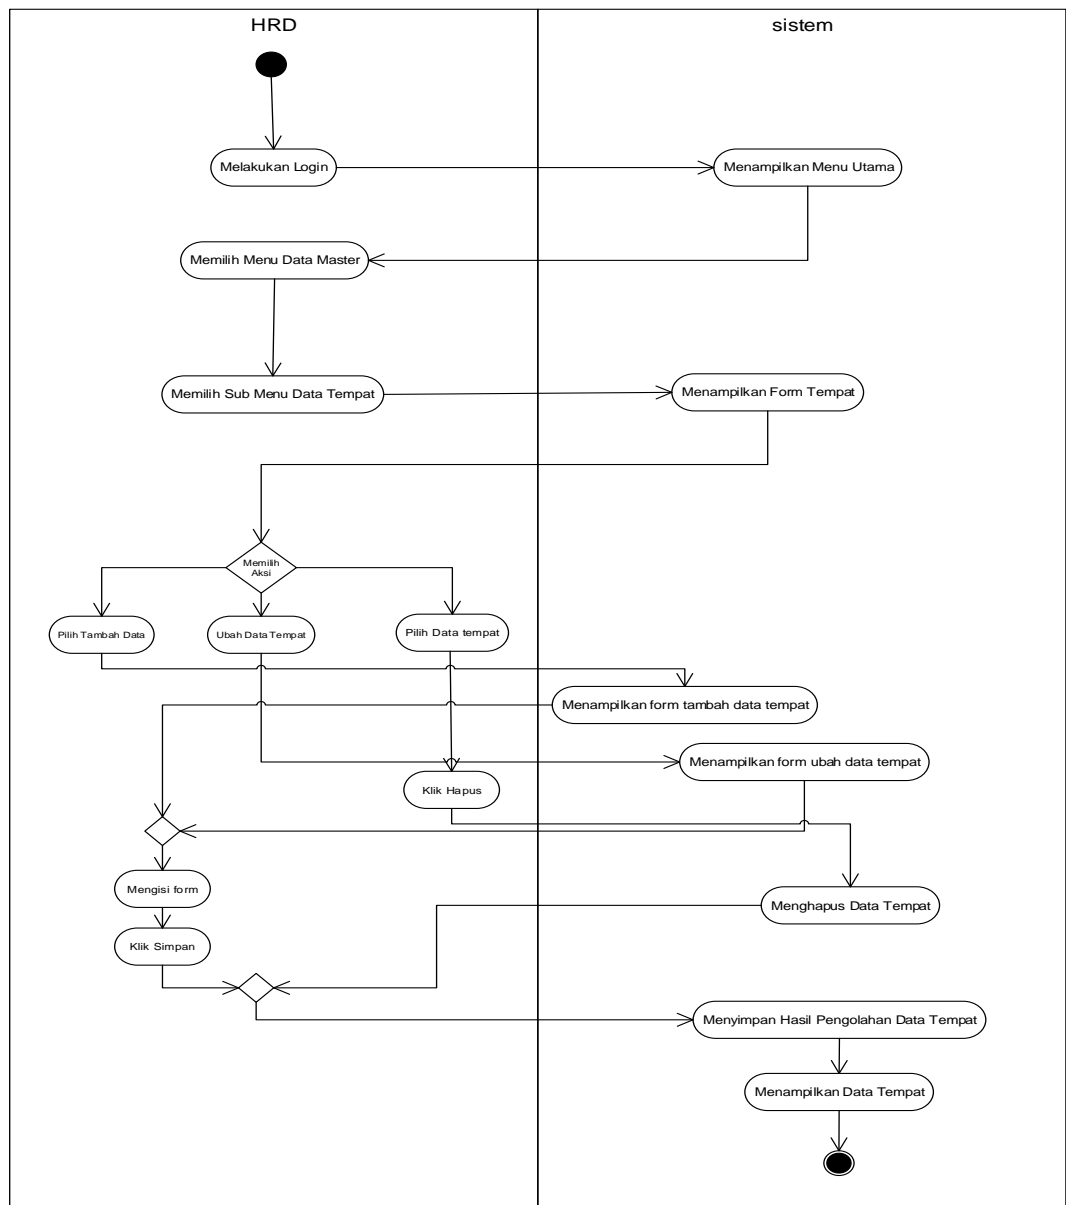 HRD
sistem
Melakukan Login
Menampilkan Menu Utama
Memilih Menu Data Master
Memilih Sub Menu Data Tempat
Menampilkan Form Tempat
Memilih
Aksi
Pilih Tambah Data
Ubah Data Tempat
Pilih Data tempat
Menampilkan form tambah data tempat
Menampilkan form ubah data tempat
Klik Hapus
Mengisi form
Menghapus Data Tempat
Klik Simpan
Menyimpan Hasil Pengolahan Data Tempat
Menampilkan Data Tempat